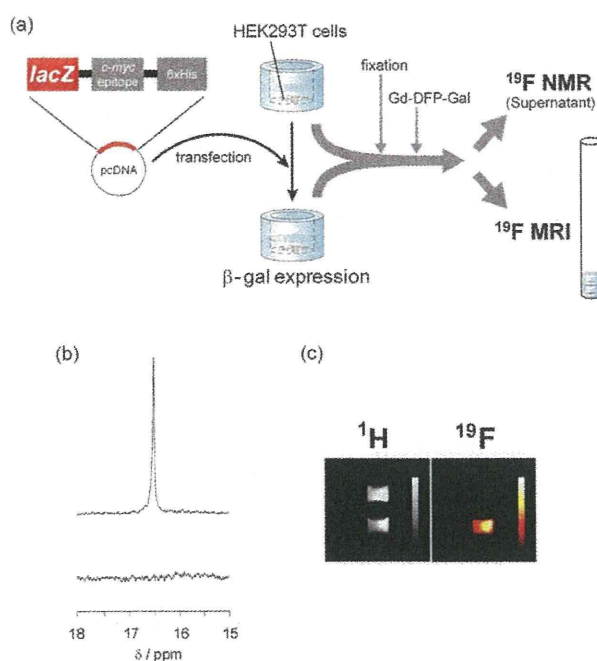 (a)
HEK293T cells
lacZ
c-myc
epitope
6xHis
fixation
Gd-DFP-Gal
¹⁹F NMR
(Supernatant)
pcDNA
transfection
¹⁹F MRI
β-gal expression
(b)
(c)
¹H
¹⁹F
18
17
16
15
δ / ppm